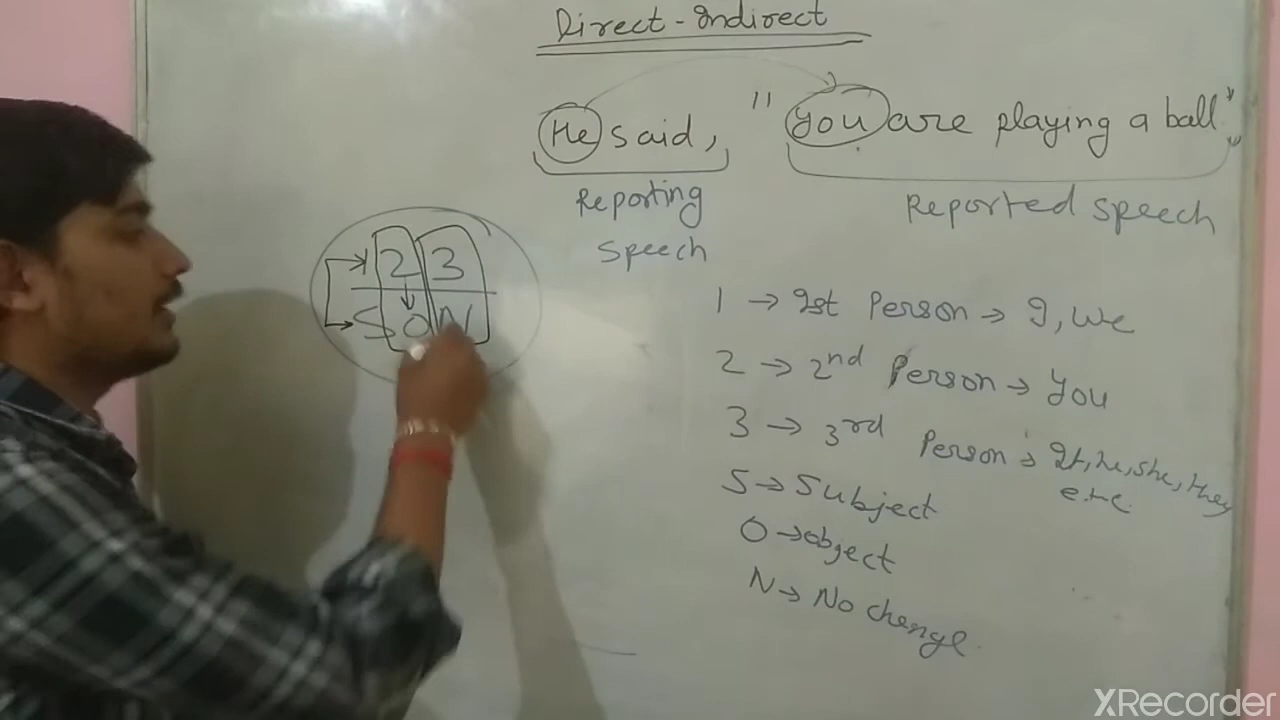 Direct-Indirect
He said, "you are playing a ball"
Reporting
Speech
Reported speech
2 3
S O N
1 → 1st Person → I, We
2 → 2nd Person → you
3 → 3rd Person → It, he, she, they
etc.
S → Subject
O → object
N → No change
XRecorder